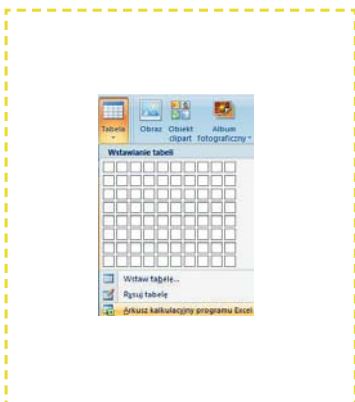 Tabela Obraz Obiekt Album
clipart fotograficzny
Wstawianie tabeli
Wstaw tabelę...
Rysuj tabelę
Arkusz kalkulacyjny programu Excel